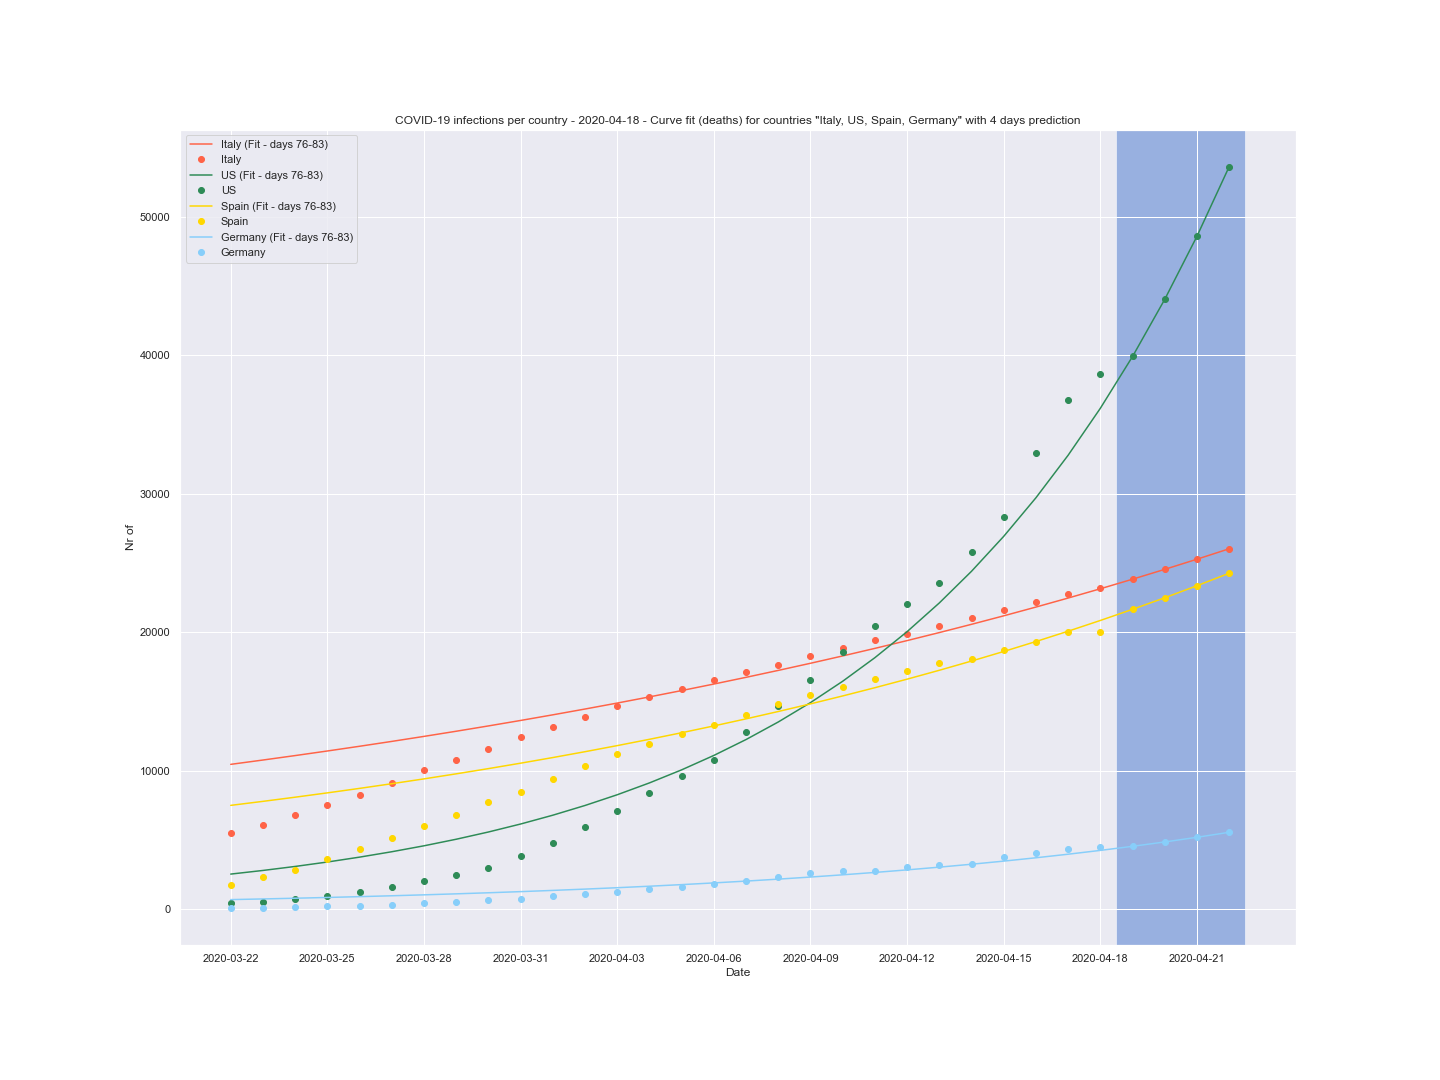 COVID-19 infections per country - 2020-04-18 - Curve fit (deaths) for countries "Italy, US, Spain, Germany" with 4 days prediction
Italy (Fit - days 76-83)
Italy
US (Fit - days 76-83)
US
Spain (Fit - days 76-83)
Spain
Germany (Fit - days 76-83)
Germany
50000
40000
30000
20000
10000
0
Nr of
2020-03-22 2020-03-25 2020-03-28 2020-03-31 2020-04-03 2020-04-06 2020-04-09 2020-04-12 2020-04-15 2020-04-18 2020-04-21
Date